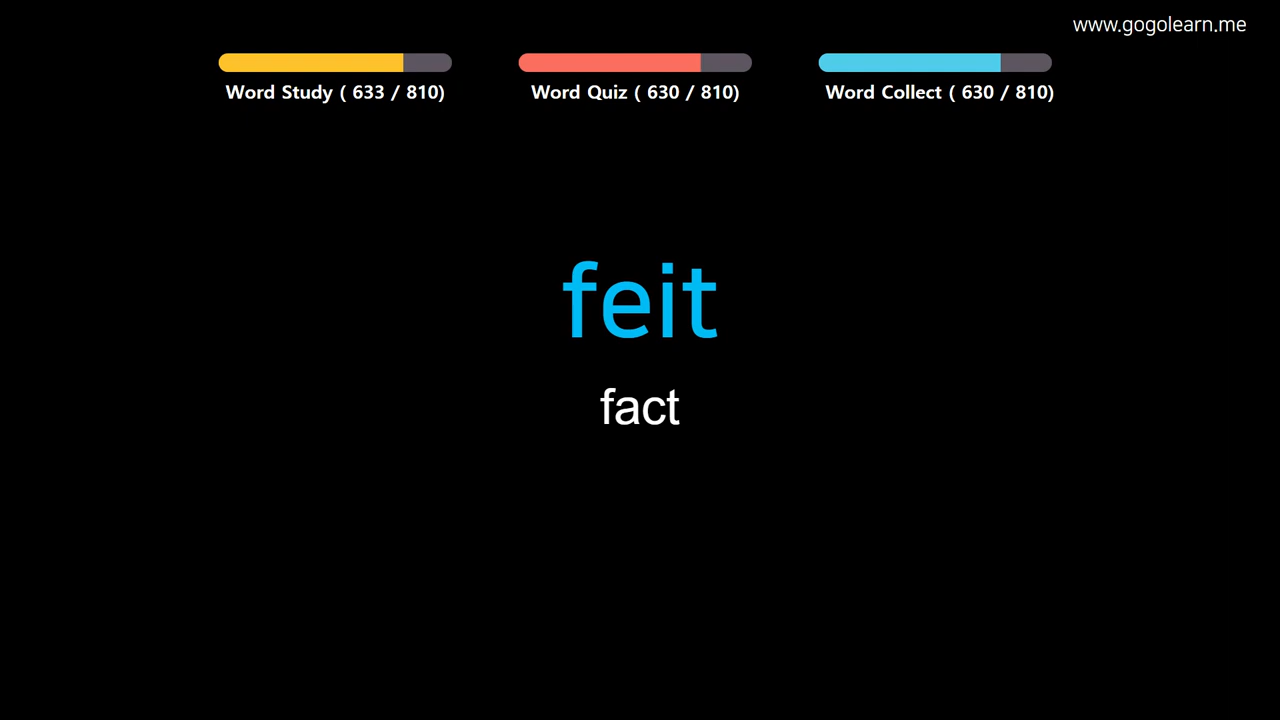 www.gogolearn.me
Word Study ( 633 / 810)
Word Quiz ( 630 / 810)
Word Collect ( 630 / 810)
feit
fact